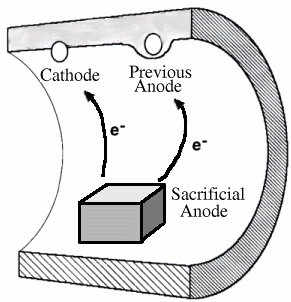 Cathode
Previous
Anode
e-
e-
Sacrificial
Anode